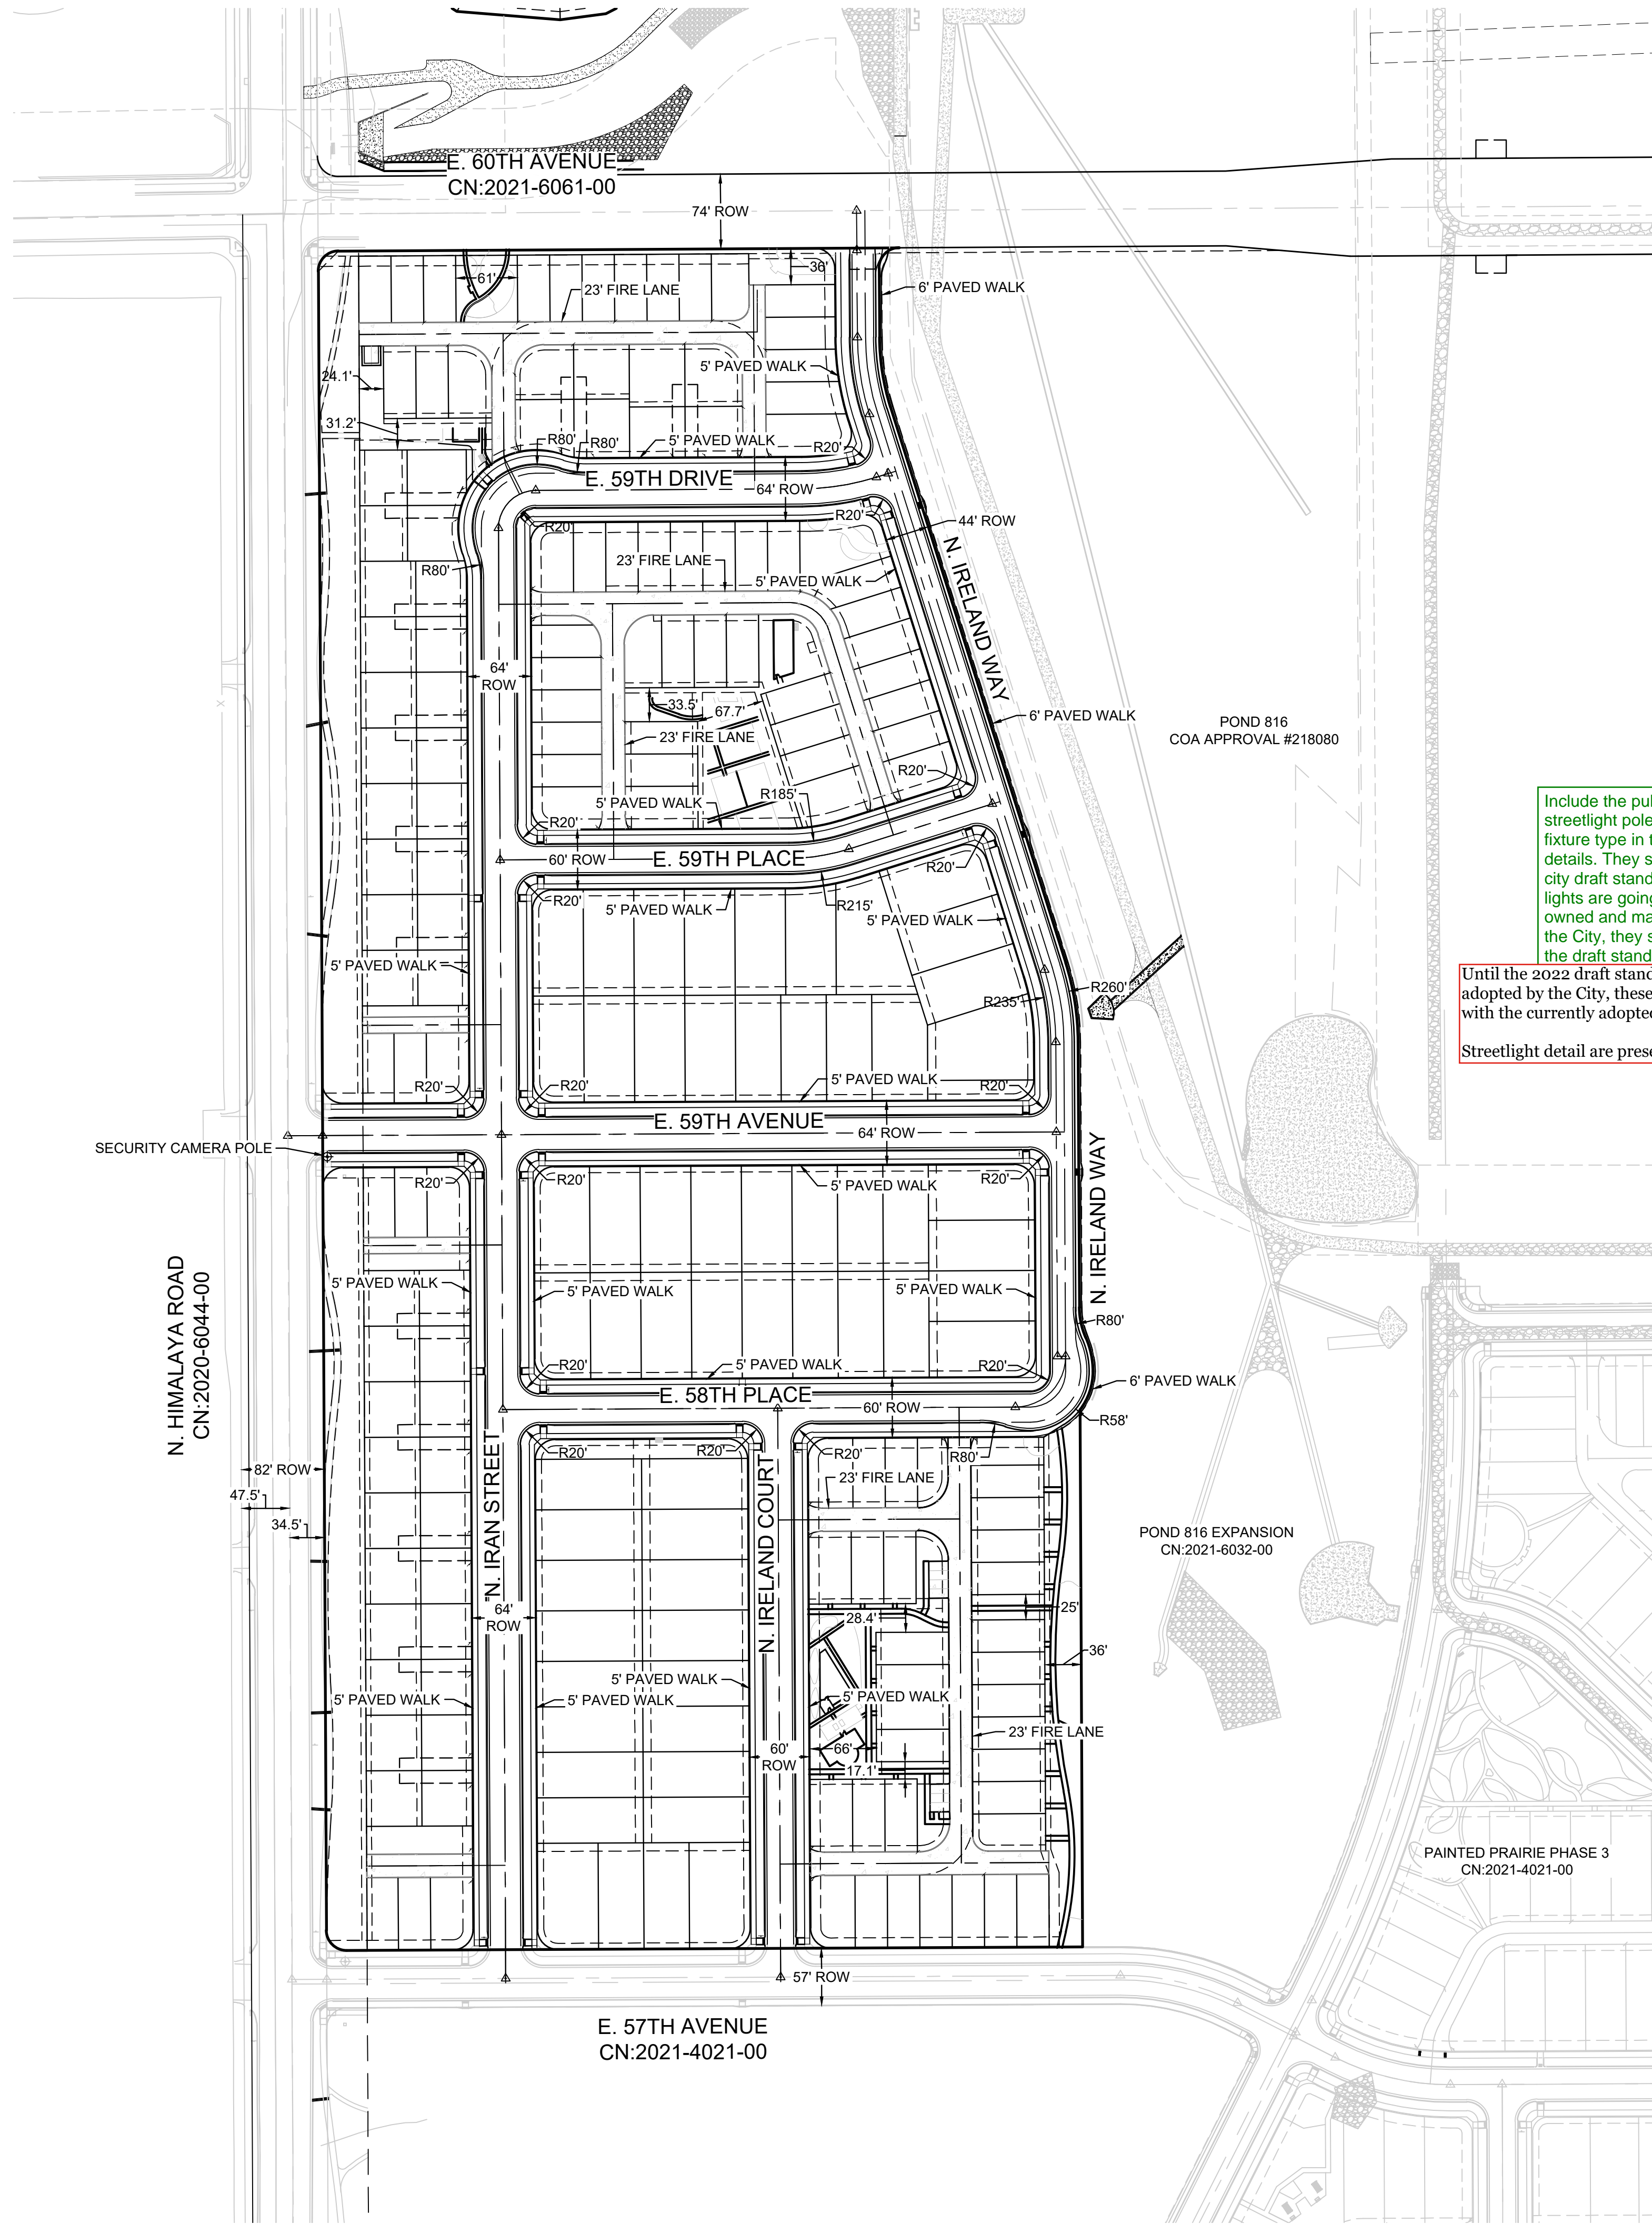 E. 60TH AVENUE
CN:2021-6061-00
74' ROW
61'
36'
23' FIRE LANE
6' PAVED WALK
5' PAVED WALK
24.1'
31.2'
R80'
R80'
5' PAVED WALK
R20'
E. 59TH DRIVE
64' ROW
R20'
R20'
44' ROW
23' FIRE LANE
R80'
5' PAVED WALK
N. IRELAND WAY
64'
ROW
33.5'
67.7'
6' PAVED WALK
POND 816
COA APPROVAL #218080
23' FIRE LANE
R20'
R185'
5' PAVED WALK
R20'
60' ROW
E. 59TH PLACE
R20'
R20'
5' PAVED WALK
R215'
5' PAVED WALK
Include the
streetlight pole
fixture type in
details. They
city draft
lights are
owned and
the City, they
the draft
Until the 2022 draft
adopted by the City, these
with the currently
Streetlight detail are
5' PAVED WALK
R260'
R235'
5' PAVED WALK
R20'
R20'
R20'
E. 59TH AVENUE
64' ROW
SECURITY CAMERA POLE
R20'
R20'
R20'
5' PAVED WALK
N. IRELAND WAY
N. HIMALAYA ROAD
CN:2020-6044-00
5' PAVED WALK
5' PAVED WALK
5' PAVED WALK
R80'
R20'
5' PAVED WALK
R20'
6' PAVED WALK
E. 58TH PLACE
60' ROW
R58'
R20'
R20'
R20'
R80'
82' ROW
47.5'
34.5'
N. IRAN STREET
N. IRELAND COURT
23' FIRE LANE
POND 816 EXPANSION
CN:2021-6032-00
64'
ROW
28.4'
25'
36'
5' PAVED WALK
5' PAVED WALK
5' PAVED WALK
5' PAVED WALK
23' FIRE LANE
60'
ROW
66'
17.1'
PAINTED PRAIRIE PHASE 3
CN:2021-4021-00
57' ROW
E. 57TH AVENUE
CN:2021-4021-00